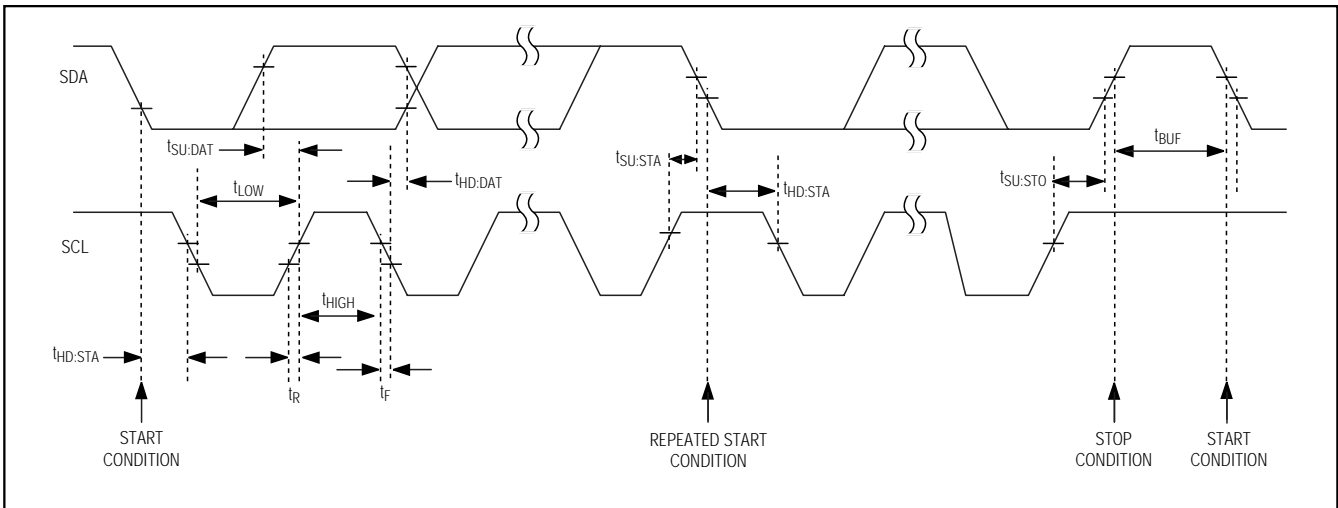 SDA
tSU:DAT
tHD:DAT
tSU:STA
tHD:STA
tSU:STO
tBUF
tLOW
SCL
tHIGH
tHD:STA
tR
tF
START
CONDITION
REPEATED START
CONDITION
STOP
CONDITION
START
CONDITION